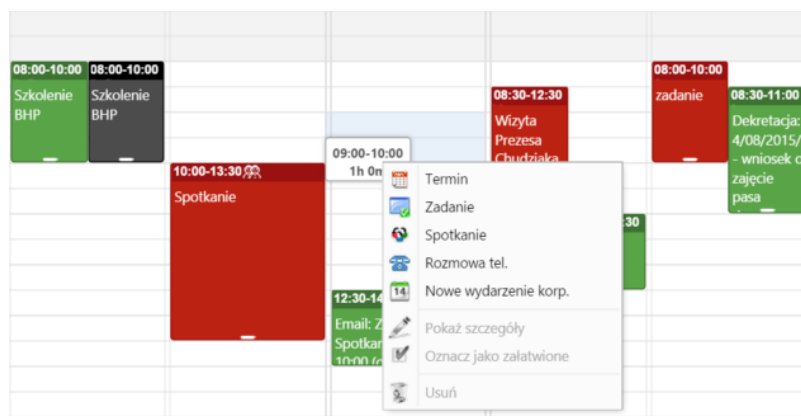 08:00-10:00
Szkolenie
BHP
08:00-10:00
Szkolenie
BHP
10:00-13:30
Spotkanie
09:00-10:00
1h 0m
12:30-14
Email: Z
Spotkan
10:00 (c
08:30-12:30
Wizyta
Prezesa
Chudziaka
:30
08:00-10:00
zadanie
08:30-11:00
Dekretacja:
4/08/2015/
- wniosek o
zajęcie
pasa
Termin
Zadanie
Spotkanie
Rozmowa tel.
14
Nowe wydarzenie korp.
Pokaż szczegóły
Oznacz jako załatwione
Usuń